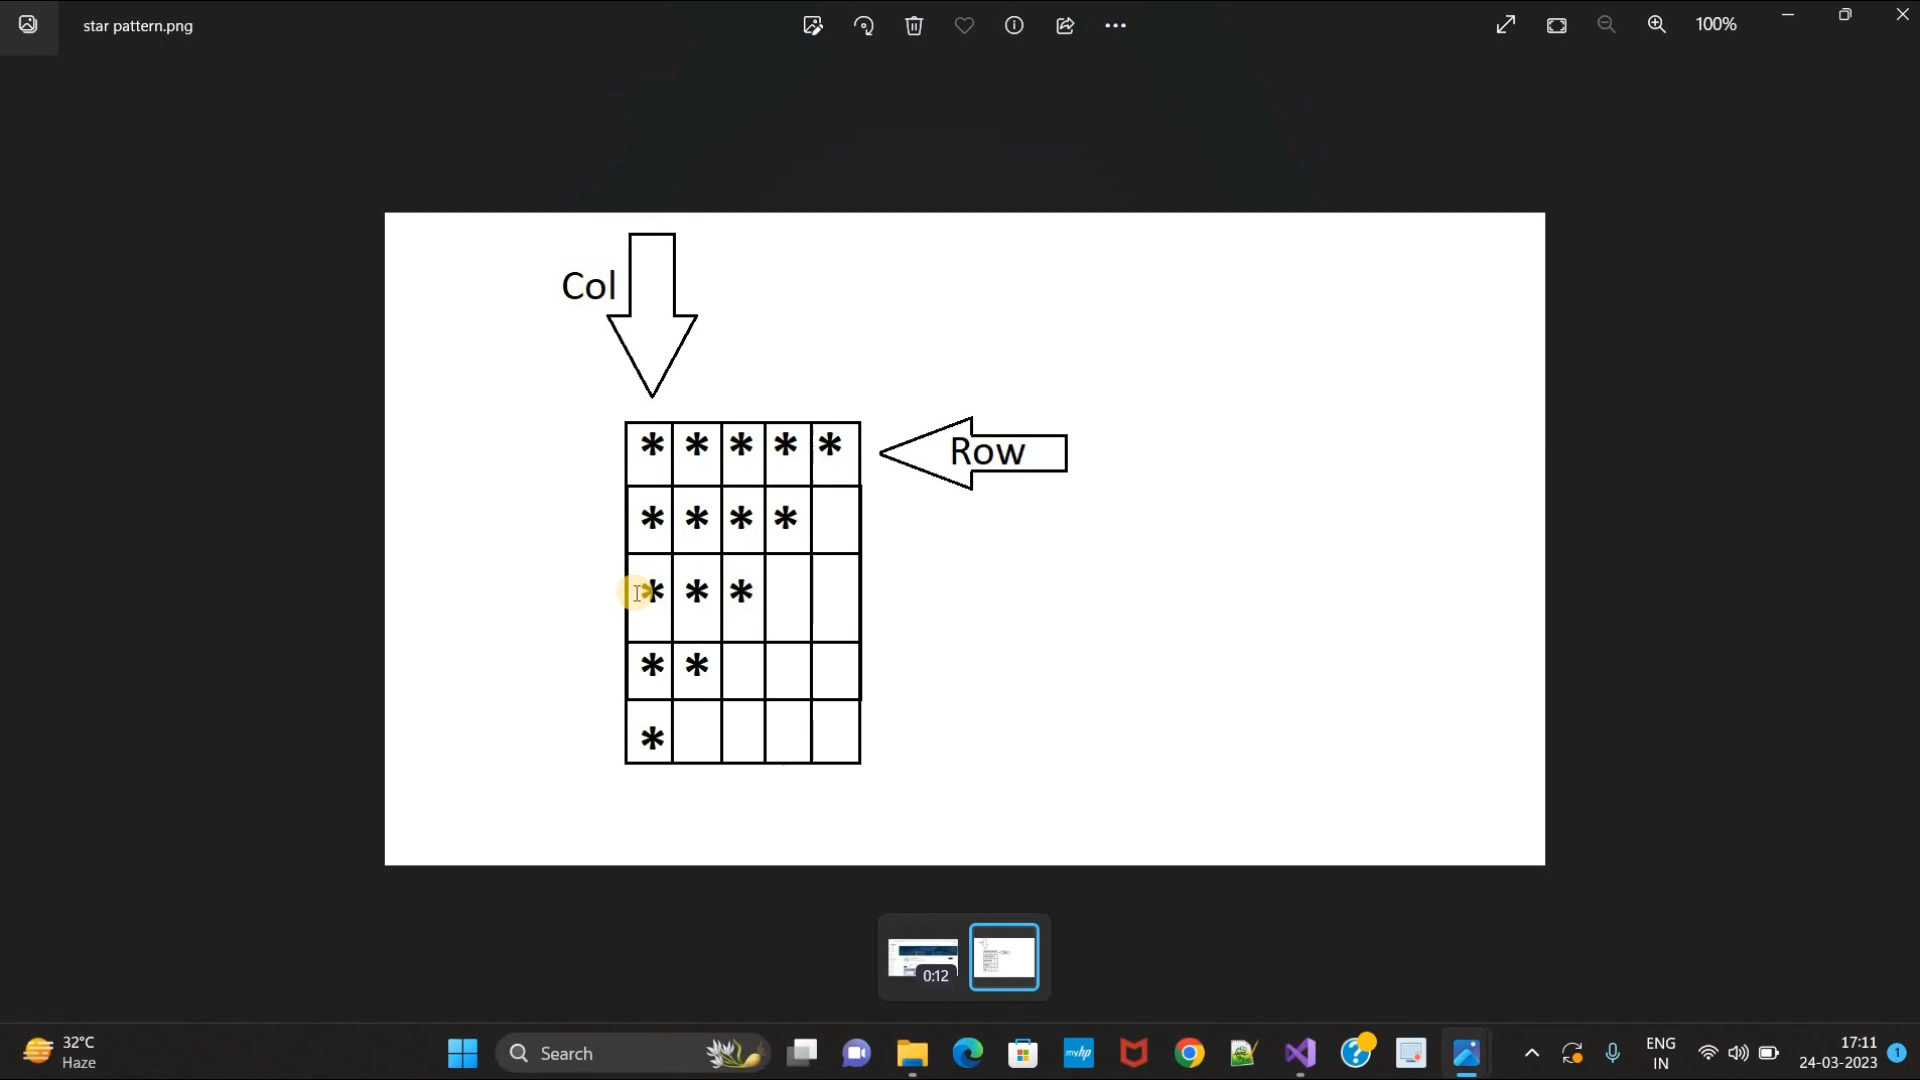 star pattern.png
100%
Col
* * * * *
Row
* * * *
* * *
* *
*
0:12
32°C
Haze
Search
myhp
ENG
IN
17:11
24-03-2023
1